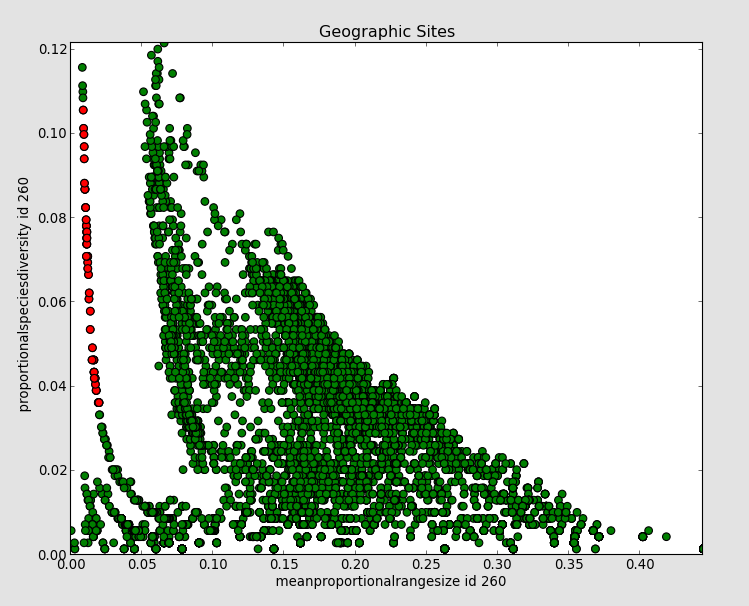 Geographic Sites
0.12
0.10
0.08
0.06
0.04
0.02
0.00
proportionalspeciesdiversity id 260
0.00 0.05 0.10 0.15 0.20 0.25 0.30 0.35 0.40
meanproportionalrangesize id 260